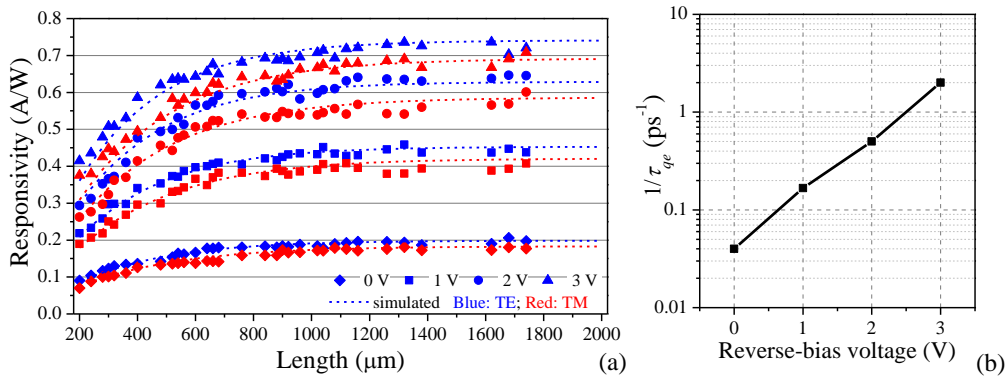 0.8
0.7
0.6
0.5
0.4
0.3
0.2
0.1
0.0
Responsivity (A/W)
0 V 1 V 2 V 3 V
simulated Blue: TE; Red: TM
200 400 600 800 1000 1200 1400 1600 1800 2000
Length (μm)
(a)
10
1
0.1
0.01
1/τqe (ps-1)
0 1 2 3
Reverse-bias voltage (V)
(b)